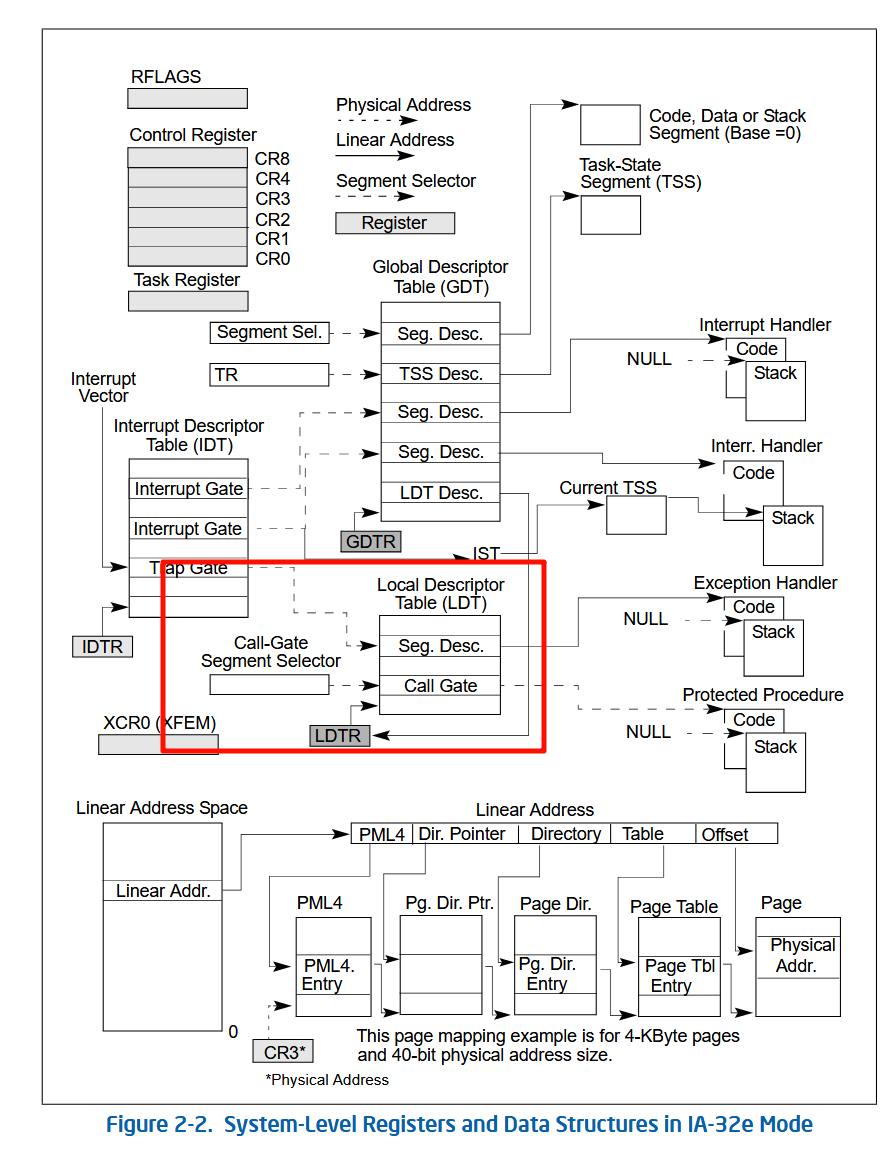 RFLAGS
Control Register
CR8
CR4
CR3
CR2
CR1
CR0
Task Register
Physical Address
Linear Address
Segment Selector
Register
Code, Data or Stack
Segment (Base =0)
Task-State
Segment (TSS)
Global Descriptor
Table (GDT)
Segment Sel.
Seg. Desc.
TR
TSS Desc.
Seg. Desc.
Seg. Desc.
LDT Desc.
GDTR
Interrupt Handler
Code
NULL
Stack
Interrupt
Vector
Interrupt Descriptor
Table (IDT)
Interrupt Gate
Interrupt Gate
Trap Gate
IDTR
Interr. Handler
Code
Current TSS
Stack
IST
Local Descriptor
Table (LDT)
Seg. Desc.
Call-Gate
Segment Selector
Call Gate
LDTR
XCR0 (XFEM)
Exception Handler
Code
NULL
Stack
Protected Procedure
Code
NULL
Stack
Linear Address Space
Linear Addr.
0
Linear Address
PML4 Dir. Pointer Directory Table Offset
PML4
Pg. Dir. Ptr.
Page Dir.
Page Table
Page
PML4.
Entry
Pg. Dir.
Entry
Page Tbl
Entry
Physical
Addr.
CR3*
This page mapping example is for 4-KByte pages
and 40-bit physical address size.
*Physical Address
Figure 2-2. System-Level Registers and Data Structures in IA-32e Mode